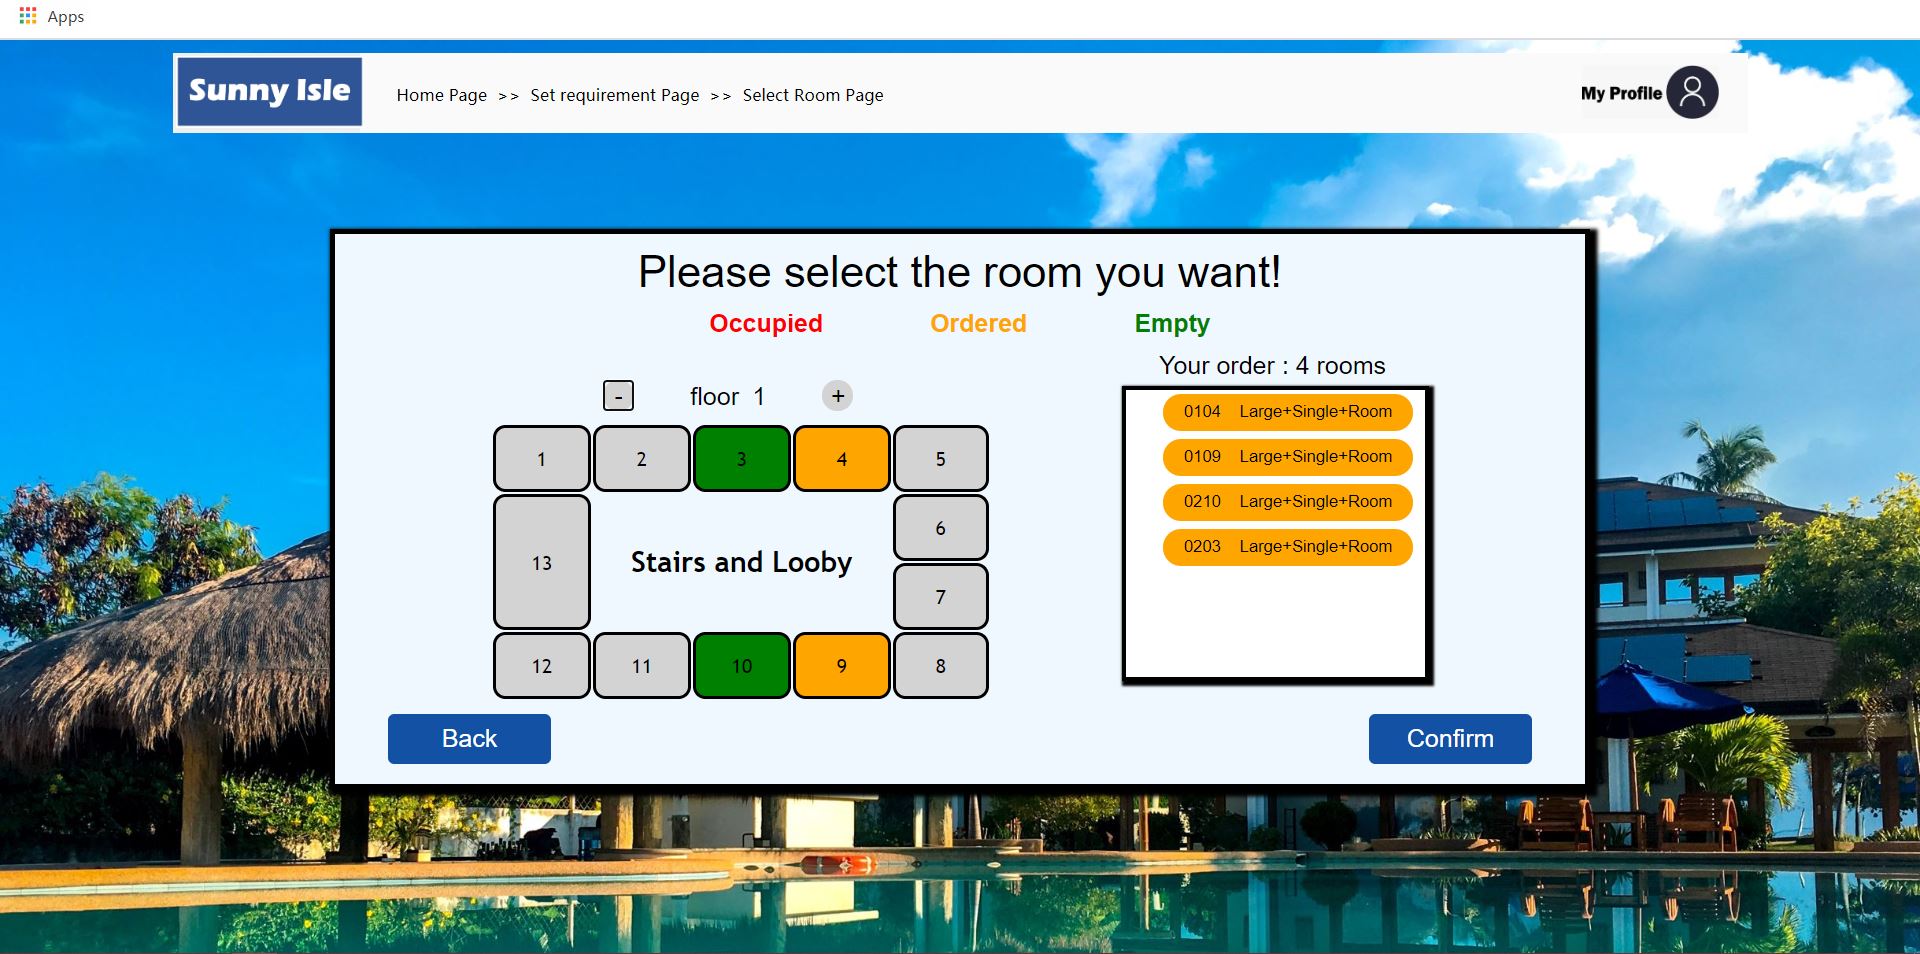 Apps
Sunny Isle
Home Page >> Set requirement Page >> Select Room Page
My Profile
Please select the room you want!
Occupied Ordered Empty
Your order : 4 rooms
- floor 1 +
1 2 3 4 5
6
13
Stairs and Looby
7
12 11 10 9 8
0104 Large+Single+Room
0109 Large+Single+Room
0210 Large+Single+Room
0203 Large+Single+Room
Back
Confirm